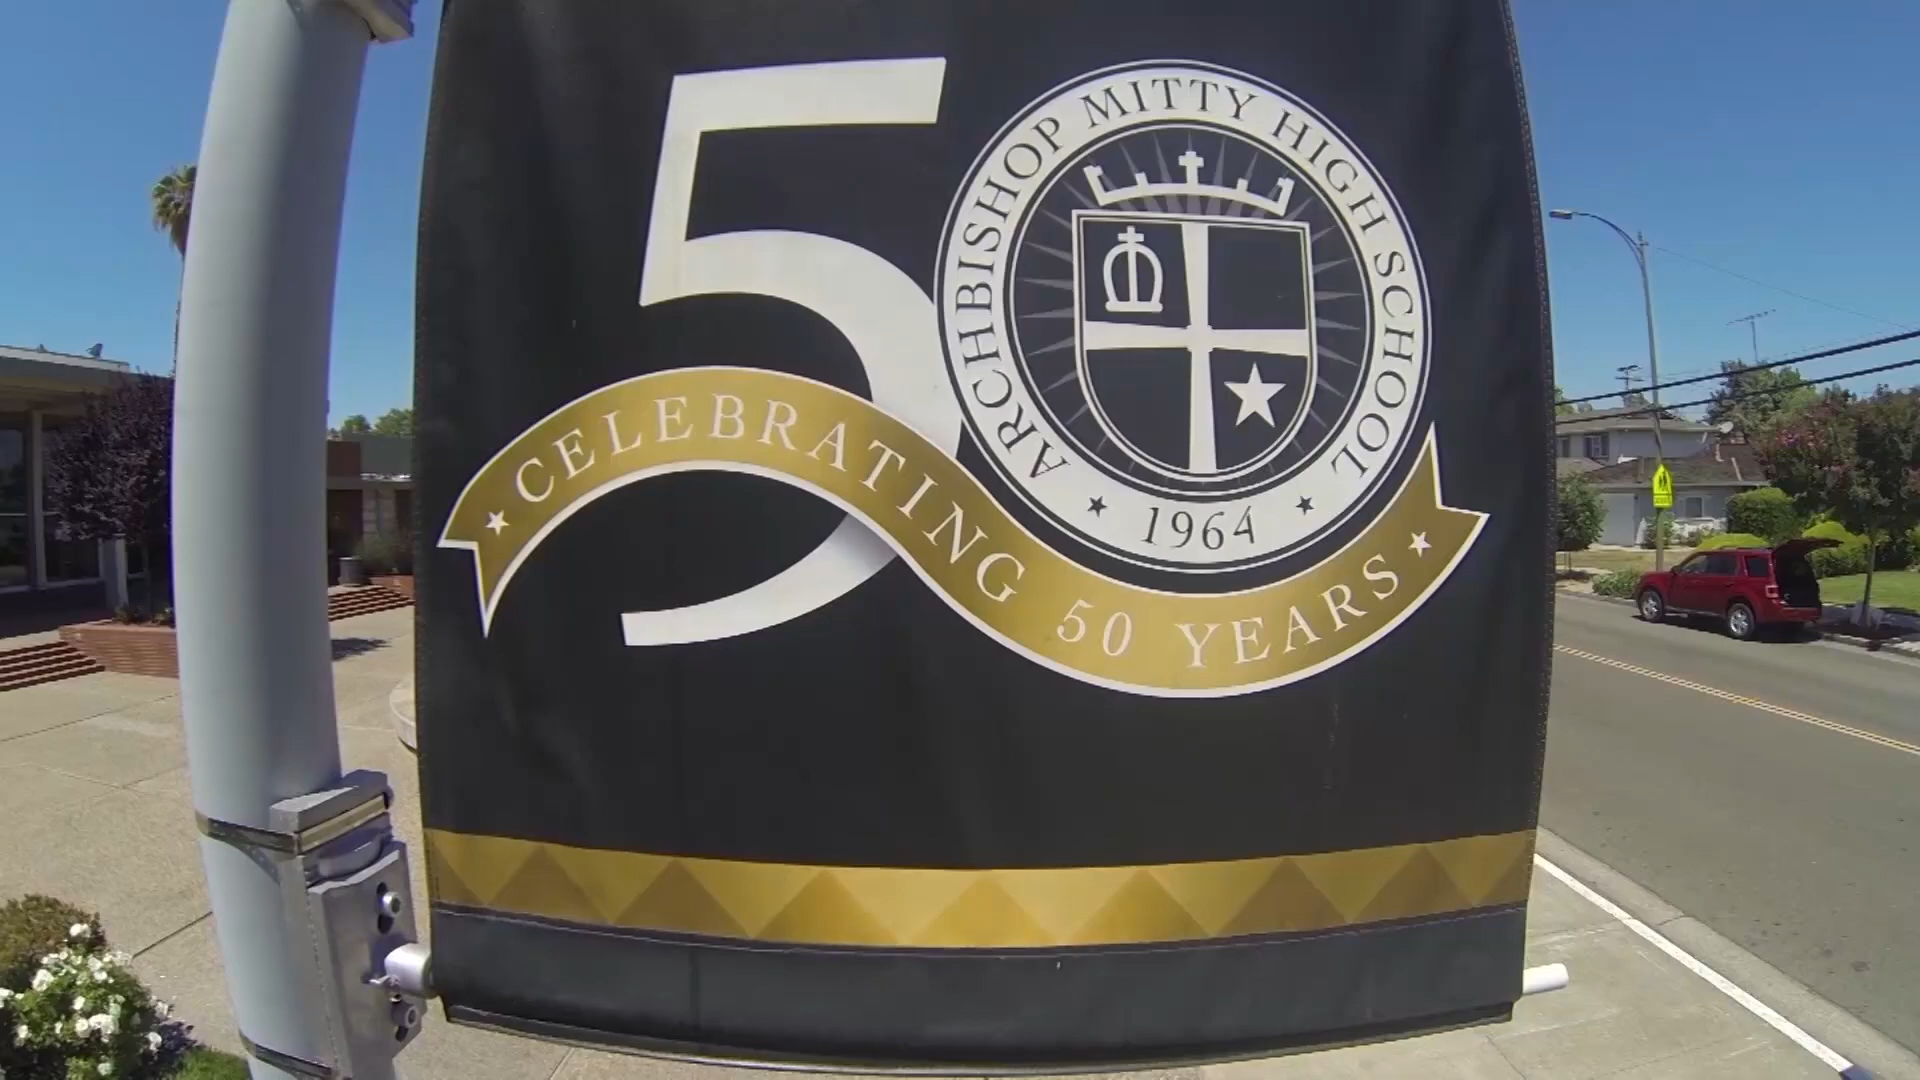 50
ARCHBISHOP MITTY HIGH SCHOOL
★ 1964 ★
★ CELEBRATING 50 YEARS ★